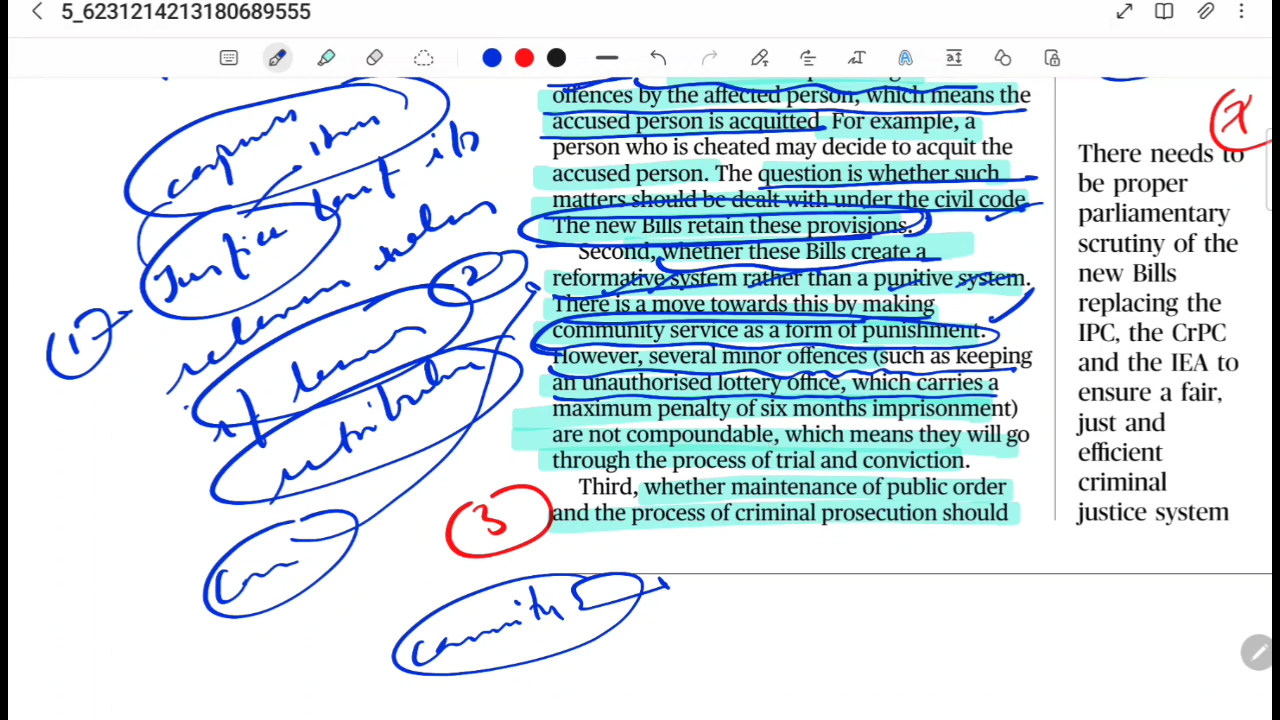 5_6231214213180689555
offences by the affected person, which means the
accused person is acquitted. For example, a
person who is cheated may decide to acquit the
accused person. The question is whether such
matters should be dealt with under the civil code.
The new Bills retain these provisions.
Second, whether these Bills create a
reformative system rather than a punitive system.
There is a move towards this by making
community service as a form of punishment.
However, several minor offences (such as keeping
an unauthorised lottery office, which carries a
maximum penalty of six months imprisonment)
are not compoundable, which means they will go
through the process of trial and conviction.
Third, whether maintenance of public order
and the process of criminal prosecution should
There needs to
be proper
parliamentary
scrutiny of the
new Bills
replacing the
IPC, the CrPC
and the IEA to
ensure a fair,
just and
efficient
criminal
justice system
Justice
1
2
3